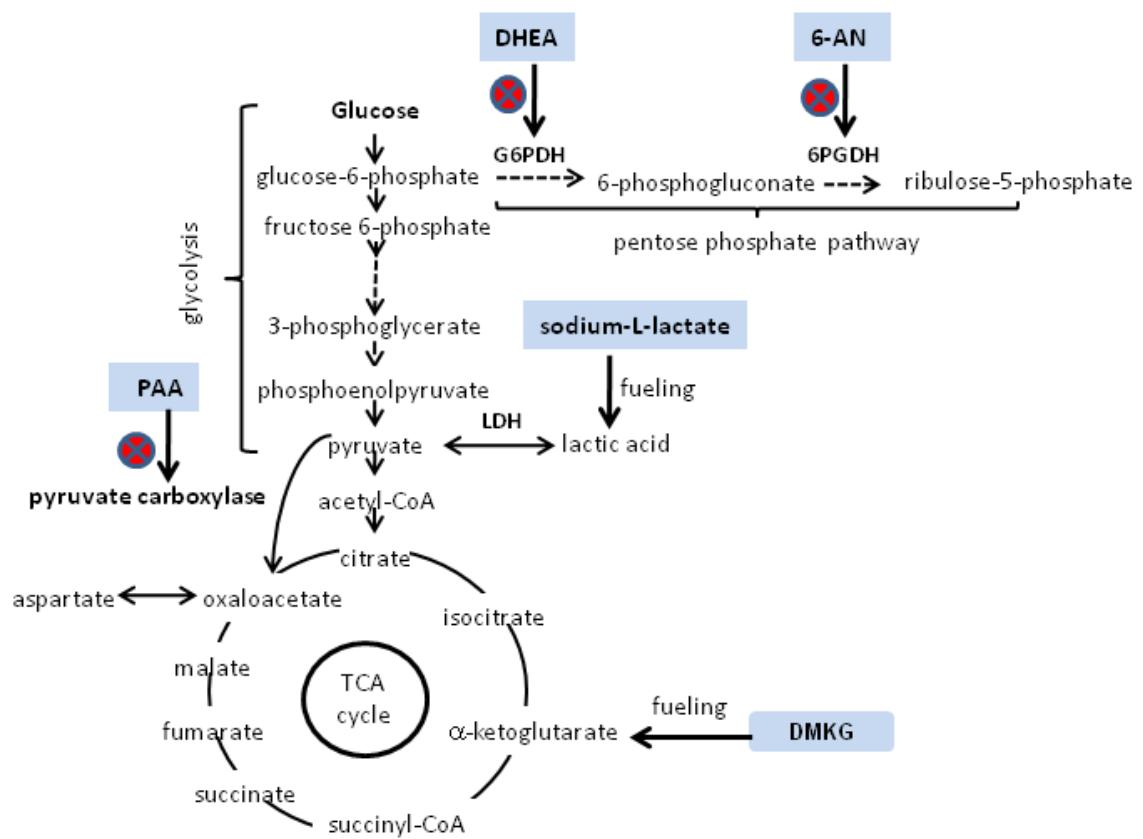 DHEA
6-AN
Glucose
G6PDH
6PGDH
glucose-6-phosphate
6-phosphogluconate
ribulose-5-phosphate
fructose 6-phosphate
pentose phosphate pathway
glycolysis
3-phosphoglycerate
sodium-L-lactate
PAA
phosphoenolpyruvate
fueling
LDH
pyruvate
lactic acid
pyruvate carboxylase
acetyl-CoA
citrate
aspartate
oxaloacetate
isocitrate
malate
TCA
cycle
fumarate
α-ketoglutarate
fueling
DMKG
succinate
succinyl-CoA